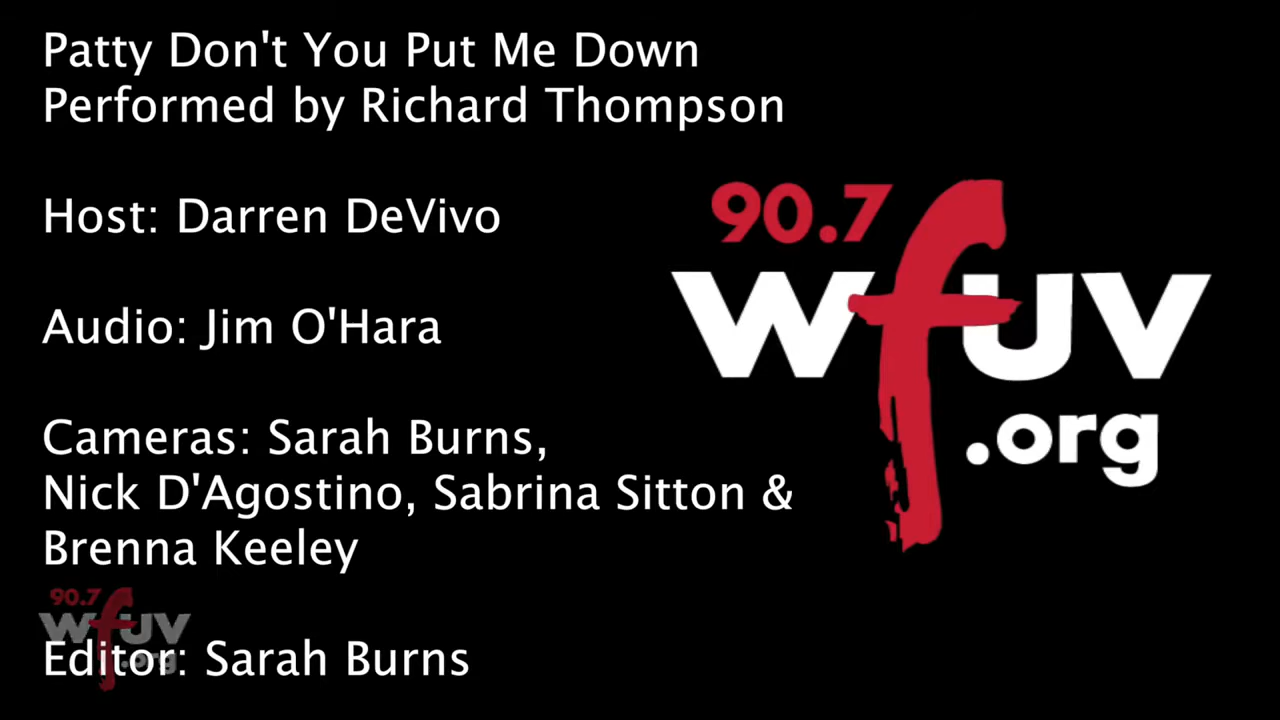 Patty Don't You Put Me Down
Performed by Richard Thompson
Host: Darren DeVivo
Audio: Jim O'Hara
Cameras: Sarah Burns,
Nick D'Agostino, Sabrina Sitton &
Brenna Keeley
Editor: Sarah Burns
90.7
wfuv
.org
90.7
wfuv
.org